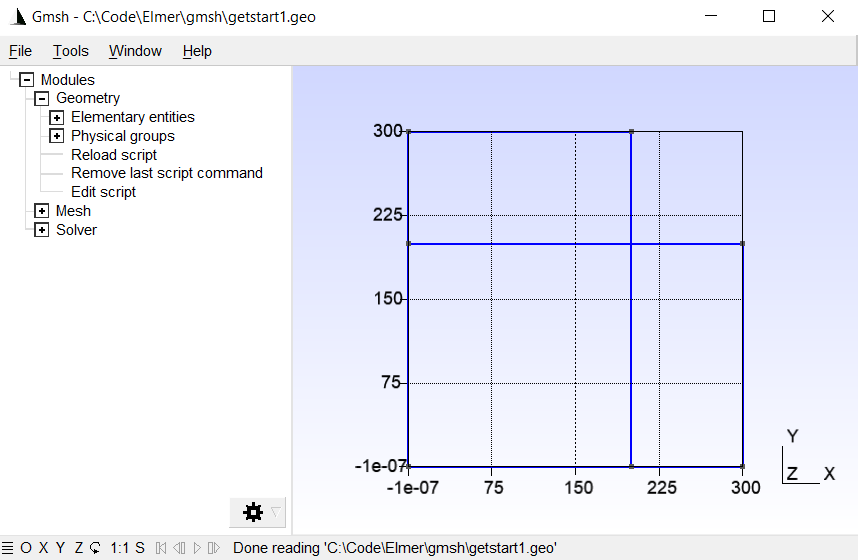 Gmsh - C:\Code\Elmer\gmsh\getstart1.geo
File Tools Window Help
Modules
Geometry
Elementary entities
Physical groups
Reload script
Remove last script command
Edit script
Mesh
Solver
300
225
150
75
-1e-07
-1e-07 75 150 225 300
Y
Z X
O X Y Z 1:1 S Done reading 'C:\Code\Elmer\gmsh\getstart1.geo'